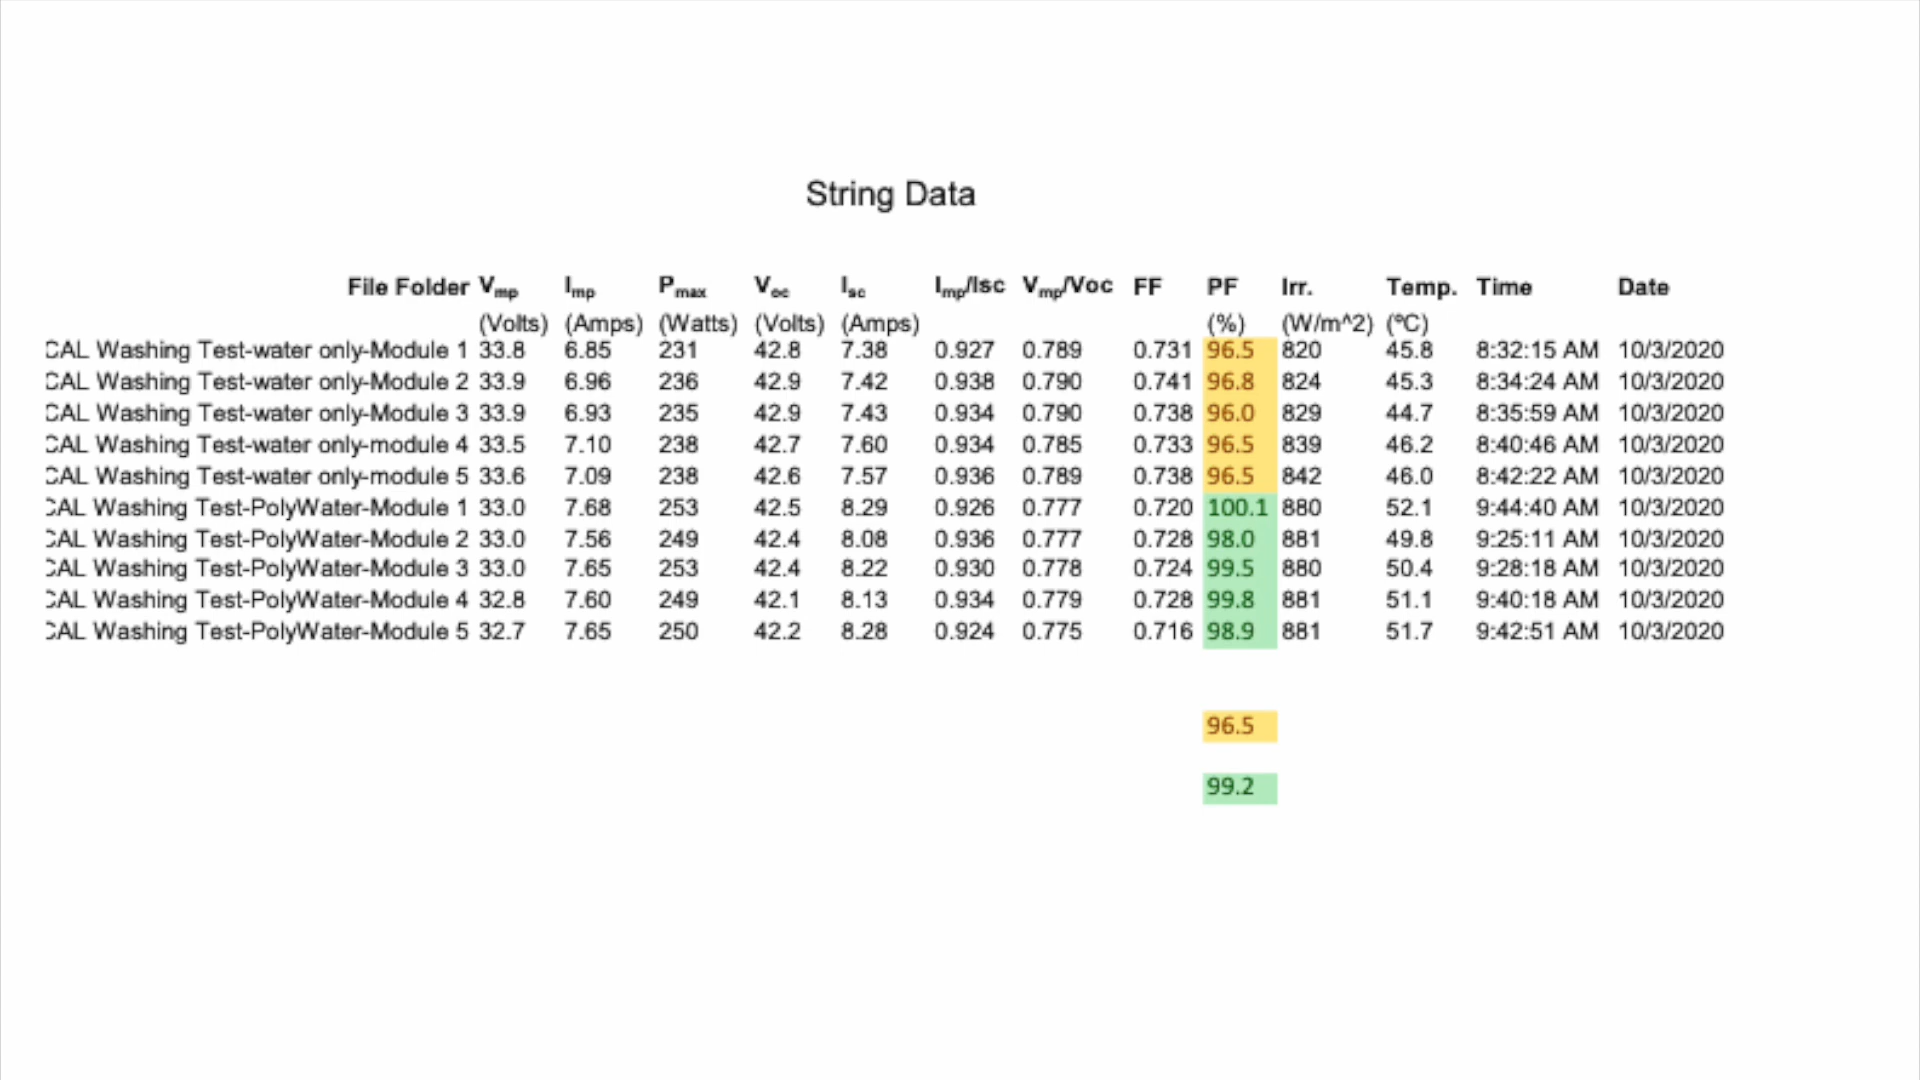 String Data
File Folder Vmp Imp Pmax Voc Isc Imp/Isc Vmp/Voc FF PF Irr. Temp. Time Date
(Volts) (Amps) (Watts) (Volts) (Amps) (%) (W/m^2) (ºC)
CAL Washing Test-water only-Module 1 33.8 6.85 231 42.8 7.38 0.927 0.789 0.731 96.5 820 45.8 8:32:15 AM 10/3/2020
CAL Washing Test-water only-Module 2 33.9 6.96 236 42.9 7.42 0.938 0.790 0.741 96.8 824 45.3 8:34:24 AM 10/3/2020
CAL Washing Test-water only-Module 3 33.9 6.93 235 42.9 7.43 0.934 0.790 0.738 96.0 829 44.7 8:35:59 AM 10/3/2020
CAL Washing Test-water only-module 4 33.5 7.10 238 42.7 7.60 0.934 0.785 0.733 96.5 839 46.2 8:40:46 AM 10/3/2020
CAL Washing Test-water only-module 5 33.6 7.09 238 42.6 7.57 0.936 0.789 0.738 96.5 842 46.0 8:42:22 AM 10/3/2020
CAL Washing Test-PolyWater-Module 1 33.0 7.68 253 42.5 8.29 0.926 0.777 0.720 100.1 880 52.1 9:44:40 AM 10/3/2020
CAL Washing Test-PolyWater-Module 2 33.0 7.56 249 42.4 8.08 0.936 0.777 0.728 98.0 881 49.8 9:25:11 AM 10/3/2020
CAL Washing Test-PolyWater-Module 3 33.0 7.65 253 42.4 8.22 0.930 0.778 0.724 99.5 880 50.4 9:28:18 AM 10/3/2020
CAL Washing Test-PolyWater-Module 4 32.8 7.60 249 42.1 8.13 0.934 0.779 0.728 99.8 881 51.1 9:40:18 AM 10/3/2020
CAL Washing Test-PolyWater-Module 5 32.7 7.65 250 42.2 8.28 0.924 0.775 0.716 98.9 881 51.7 9:42:51 AM 10/3/2020
96.5
99.2